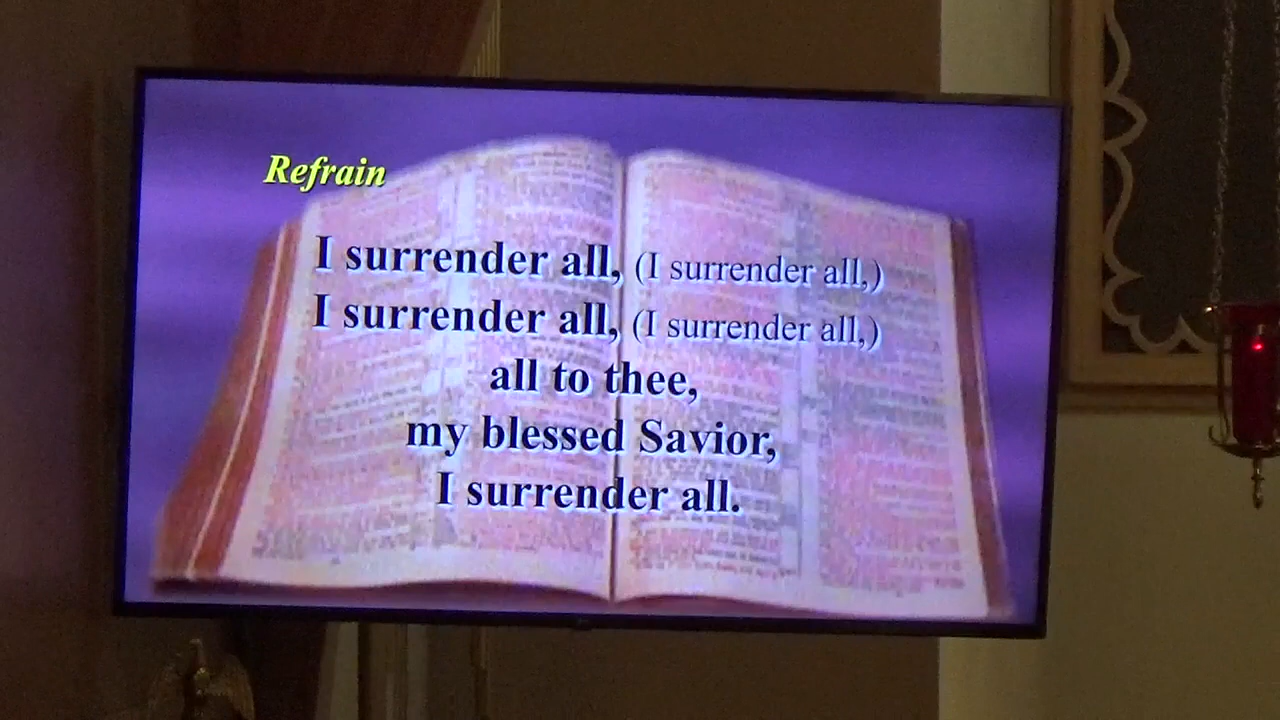 Refrain
I surrender all, (I surrender all,)
I surrender all, (I surrender all,)
all to thee,
my blessed Savior,
I surrender all.